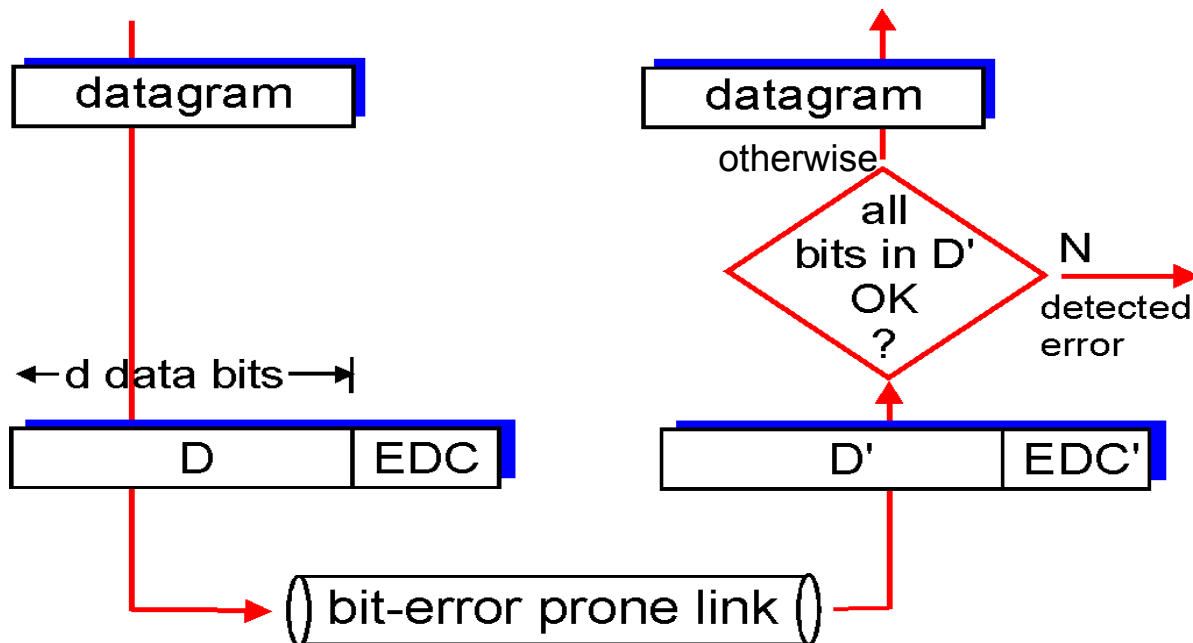 datagram
d data bits
D
EDC
bit-error prone link
datagram
otherwise
all
bits in D'
OK
?
N
detected
error
D'
EDC'